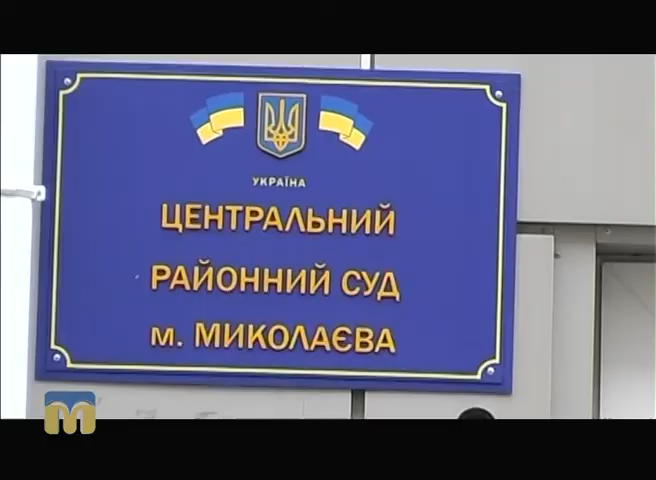 УКРАЇНА
ЦЕНТРАЛЬНИЙ
РАЙОННИЙ СУД
м. МИКОЛАЄВА
M